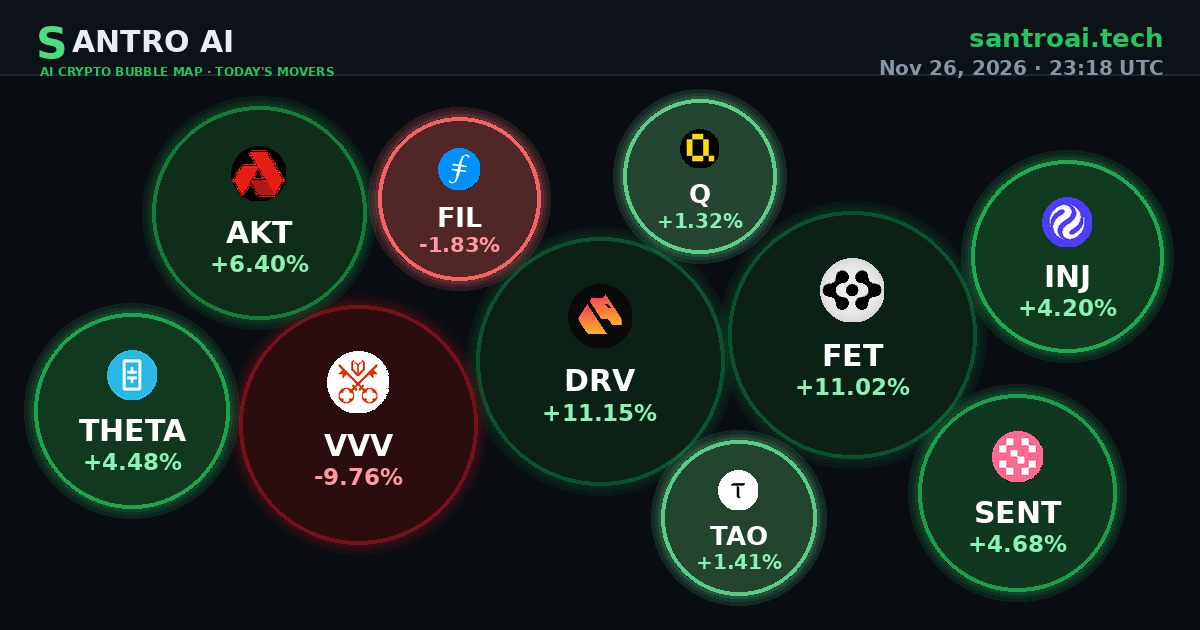 SANTRO AI
AI CRYPTO BUBBLE MAP · TODAY'S MOVERS
santroai.tech
Nov 26, 2026 · 23:18 UTC
AKT
+6.40%
FIL
-1.83%
Q
+1.32%
INJ
+4.20%
THETA
+4.48%
VVV
-9.76%
DRV
+11.15%
FET
+11.02%
TAO
+1.41%
SENT
+4.68%